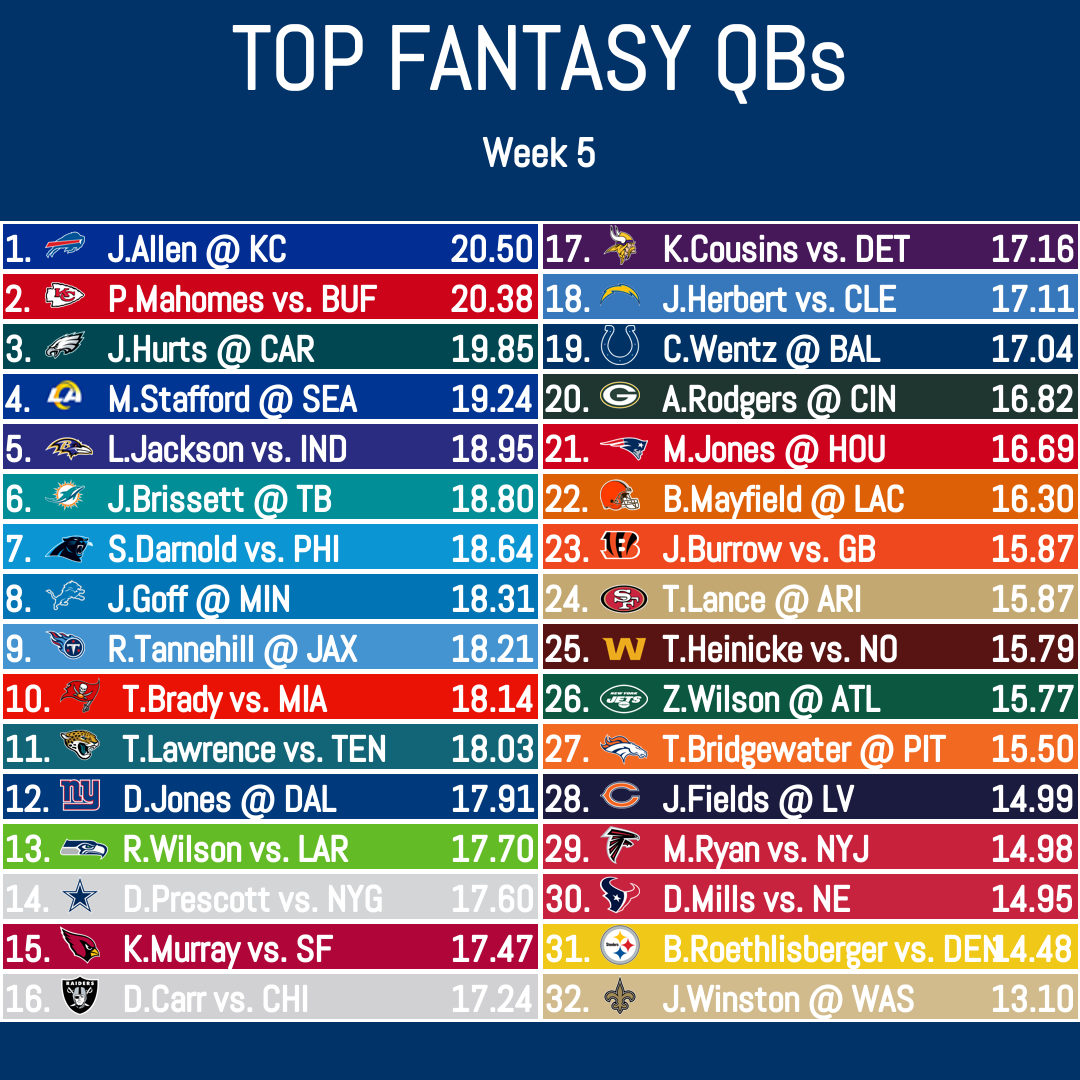 TOP FANTASY QBs
Week 5
1. J.Allen @ KC 20.50
2. P.Mahomes vs. BUF 20.38
3. J.Hurts @ CAR 19.85
4. M.Stafford @ SEA 19.24
5. L.Jackson vs. IND 18.95
6. J.Brissett @ TB 18.80
7. S.Darnold vs. PHI 18.64
8. J.Goff @ MIN 18.31
9. R.Tannehill @ JAX 18.21
10. T.Brady vs. MIA 18.14
11. T.Lawrence vs. TEN 18.03
12. ny D.Jones @ DAL 17.91
13. R.Wilson vs. LAR 17.70
14. D.Prescott vs. NYG 17.60
15. K.Murray vs. SF 17.47
16. RAIDERS D.Carr vs. CHI 17.24
17. K.Cousins vs. DET 17.16
18. J.Herbert vs. CLE 17.11
19. C.Wentz @ BAL 17.04
20. G A.Rodgers @ CIN 16.82
21. M.Jones @ HOU 16.69
22. B.Mayfield @ LAC 16.30
23. J.Burrow vs. GB 15.87
24. SF T.Lance @ ARI 15.87
25. W T.Heinicke vs. NO 15.79
26. NEW YORK JETS Z.Wilson @ ATL 15.77
27. T.Bridgewater @ PIT 15.50
28. C J.Fields @ LV 14.99
29. M.Ryan vs. NYJ 14.98
30. D.Mills vs. NE 14.95
31. Steelers B.Roethlisberger vs. DEN 14.48
32. J.Winston @ WAS 13.10